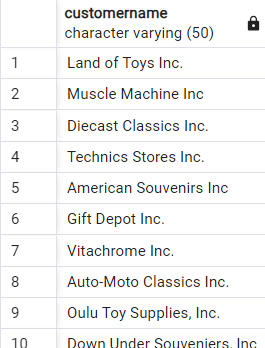 customername
character varying (50)
1 Land of Toys Inc.
2 Muscle Machine Inc
3 Diecast Classics Inc.
4 Technics Stores Inc.
5 American Souvenirs Inc
6 Gift Depot Inc.
7 Vitachrome Inc.
8 Auto-Moto Classics Inc.
9 Oulu Toy Supplies, Inc.
10 Down Under Souveniers, Inc